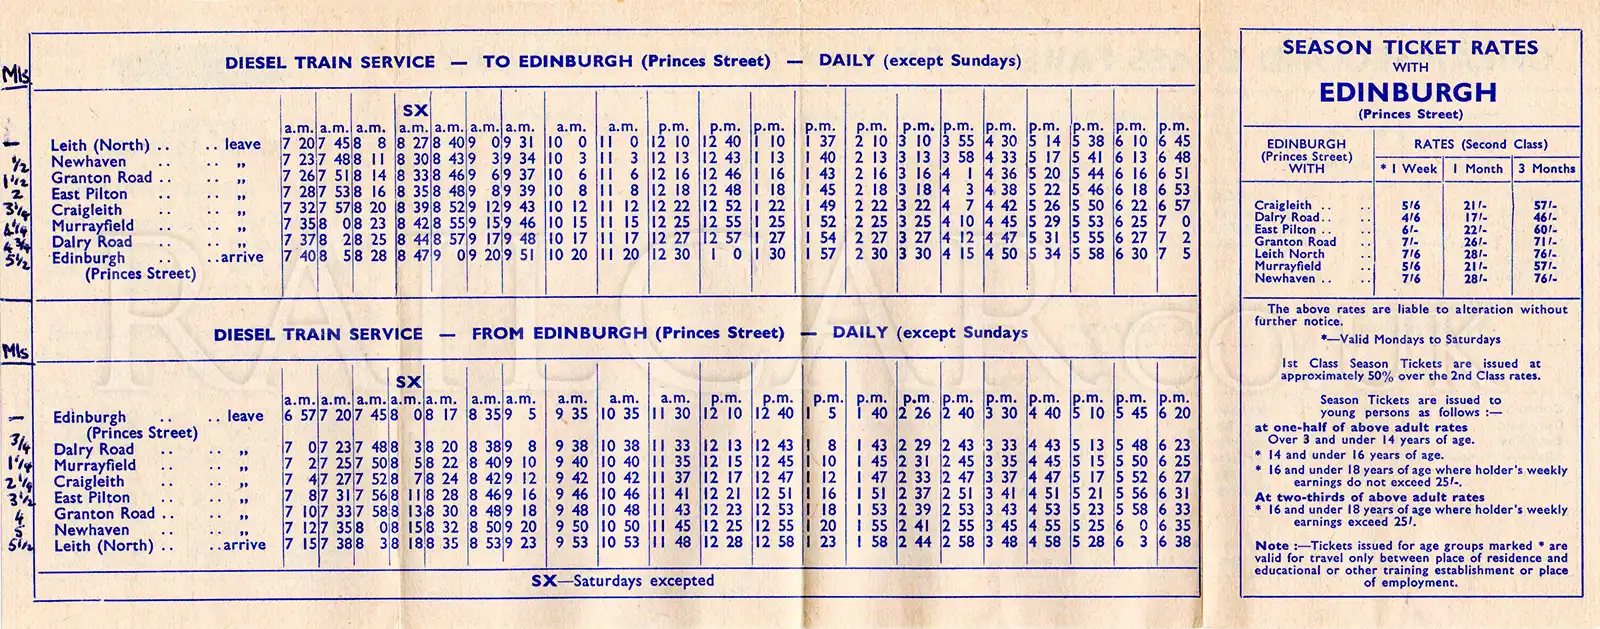 DIESEL TRAIN SERVICE — TO EDINBURGH (Princes Street) — DAILY (except Sundays)
Mls
SX
a.m. a.m. a.m. a.m. a.m. a.m. a.m. a.m. a.m. p.m. p.m. p.m. p.m. p.m. p.m. p.m. p.m. p.m. p.m. p.m. p.m.
— Leith (North) .. .. leave 7 20 7 45 8 8 8 27 8 40 9 0 9 31 10 0 11 0 12 10 12 40 1 10 1 37 2 10 3 10 3 55 4 30 5 14 5 38 6 10 6 45
½ Newhaven .. .. „ 7 23 7 48 8 11 8 30 8 43 9 3 9 34 10 3 11 3 12 13 12 43 1 13 1 40 2 13 3 13 3 58 4 33 5 17 5 41 6 13 6 48
1½ Granton Road .. .. „ 7 26 7 51 8 14 8 33 8 46 9 6 9 37 10 6 11 6 12 16 12 46 1 16 1 43 2 16 3 16 4 1 4 36 5 20 5 44 6 16 6 51
2 East Pilton .. .. „ 7 28 7 53 8 16 8 35 8 48 9 8 9 39 10 8 11 8 12 18 12 48 1 18 1 45 2 18 3 18 4 3 4 38 5 22 5 46 6 18 6 53
3¼ Craigleith .. .. „ 7 32 7 57 8 20 8 39 8 52 9 12 9 43 10 12 11 12 12 22 12 52 1 22 1 49 2 22 3 22 4 7 4 42 5 26 5 50 6 22 6 57
4¼ Murrayfield .. .. „ 7 35 8 0 8 23 8 42 8 55 9 15 9 46 10 15 11 15 12 25 12 55 1 25 1 52 2 25 3 25 4 10 4 45 5 29 5 53 6 25 7 0
4¾ Dalry Road .. .. „ 7 37 8 2 8 25 8 44 8 57 9 17 9 48 10 17 11 17 12 27 12 57 1 27 1 54 2 27 3 27 4 12 4 47 5 31 5 55 6 27 7 2
5½ Edinburgh .. ..arrive 7 40 8 5 8 28 8 47 9 0 9 20 9 51 10 20 11 20 12 30 1 0 1 30 1 57 2 30 3 30 4 15 4 50 5 34 5 58 6 30 7 5
(Princes Street)
DIESEL TRAIN SERVICE — FROM EDINBURGH (Princes Street) — DAILY (except Sundays
Mls
SX
a.m. a.m. a.m. a.m. a.m. a.m. a.m. a.m. a.m. a.m. p.m. p.m. p.m. p.m. p.m. p.m. p.m. p.m. p.m. p.m. p.m.
— Edinburgh .. .. leave 6 57 7 20 7 45 8 0 8 17 8 35 9 5 9 35 10 35 11 30 12 10 12 40 1 5 1 40 2 26 2 40 3 30 4 40 5 10 5 45 6 20
(Princes Street)
¾ Dalry Road .. .. „ 7 0 7 23 7 48 8 3 8 20 8 38 9 8 9 38 10 38 11 33 12 13 12 43 1 8 1 43 2 29 2 43 3 33 4 43 5 13 5 48 6 23
1¼ Murrayfield .. .. „ 7 2 7 25 7 50 8 5 8 22 8 40 9 10 9 40 10 40 11 35 12 15 12 45 1 10 1 45 2 31 2 45 3 35 4 45 5 15 5 50 6 25
2¼ Craigleith .. .. „ 7 4 7 27 7 52 8 7 8 24 8 42 9 12 9 42 10 42 11 37 12 17 12 47 1 12 1 47 2 33 2 47 3 37 4 47 5 17 5 52 6 27
3½ East Pilton .. .. „ 7 8 7 31 7 56 8 11 8 28 8 46 9 16 9 46 10 46 11 41 12 21 12 51 1 16 1 51 2 37 2 51 3 41 4 51 5 21 5 56 6 31
4 Granton Road .. .. „ 7 10 7 33 7 58 8 13 8 30 8 48 9 18 9 48 10 48 11 43 12 23 12 53 1 18 1 53 2 39 2 53 3 43 4 53 5 23 5 58 6 33
5 Newhaven .. .. „ 7 12 7 35 8 0 8 15 8 32 8 50 9 20 9 50 10 50 11 45 12 25 12 55 1 20 1 55 2 41 2 55 3 45 4 55 5 25 6 0 6 35
5½ Leith (North) .. ..arrive 7 15 7 38 8 3 8 18 8 35 8 53 9 23 9 53 10 53 11 48 12 28 12 58 1 23 1 58 2 44 2 58 3 48 4 58 5 28 6 3 6 38
SX—Saturdays excepted
SEASON TICKET RATES
WITH
EDINBURGH
(Princes Street)
EDINBURGH
(Princes Street)
WITH
RATES (Second Class)
* 1 Week 1 Month 3 Months
Craigleith .. .. 5/6 21/- 57/-
Dalry Road.. .. 4/6 17/- 46/-
East Pilton .. .. 6/- 22/- 60/-
Granton Road .. 7/- 26/- 71/-
Leith North .. 7/6 28/- 76/-
Murrayfield .. 5/6 21/- 57/-
Newhaven .. .. 7/6 28/- 76/-
The above rates are liable to alteration without
further notice.
*—Valid Mondays to Saturdays
1st Class Season Tickets are issued at
approximately 50% over the 2nd Class rates.
Season Tickets are issued to
young persons as follows :—
at one-half of above adult rates
Over 3 and under 14 years of age.
* 14 and under 16 years of age.
* 16 and under 18 years of age where holder's weekly
earnings do not exceed 25/-.
At two-thirds of above adult rates
* 16 and under 18 years of age where holder's weekly
earnings exceed 25/.
Note :—Tickets issued for age groups marked * are
valid for travel only between place of residence and
educational or other training establishment or place
of employment.
RAILCAR.co.uk